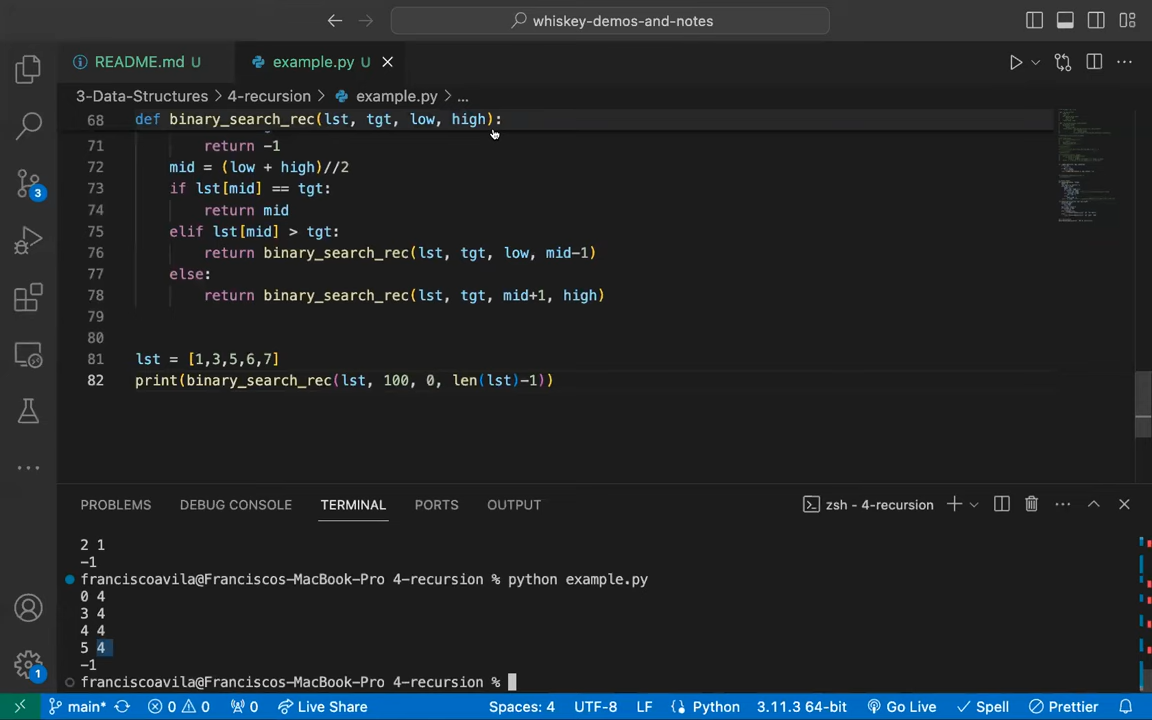 whiskey-demos-and-notes
README.md U
example.py U
3-Data-Structures > 4-recursion > example.py > ...
68 def binary_search_rec(lst, tgt, low, high):
71 return -1
72 mid = (low + high)//2
73 if lst[mid] == tgt:
74 return mid
75 elif lst[mid] > tgt:
76 return binary_search_rec(lst, tgt, low, mid-1)
77 else:
78 return binary_search_rec(lst, tgt, mid+1, high)
79
80
81 lst = [1,3,5,6,7]
82 print(binary_search_rec(lst, 100, 0, len(lst)-1))
3
PROBLEMS DEBUG CONSOLE TERMINAL PORTS OUTPUT zsh - 4-recursion
2 1
-1
franciscoavila@Franciscos-MacBook-Pro 4-recursion % python example.py
0 4
3 4
4 4
5 4
-1
franciscoavila@Franciscos-MacBook-Pro 4-recursion %
1
main* 0 0 0 Live Share Spaces: 4 UTF-8 LF Python 3.11.3 64-bit Go Live Spell Prettier